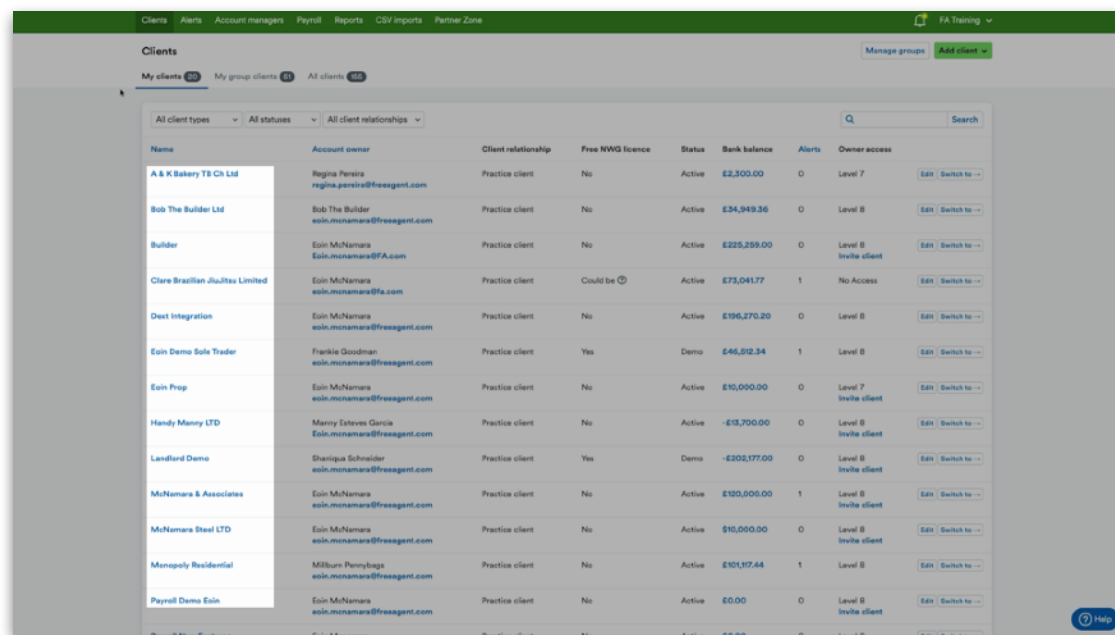 Clients Alerts Account managers Payroll Reports CSV imports Partner Zone FA Training
Clients Manage groups Add client
My clients 20 My group clients 51 All clients 155
All client types All statuses All client relationships Search
Name Account owner Client relationship Free NWG licence Status Bank balance Alerts Owner access
A & K Bakery TB Ch Ltd Regina Pereira Practice client No Active £2,300.00 0 Level 7 Edit Switch to
regina.pereira@freeagent.com
Bob The Builder Ltd Bob The Builder Practice client No Active £34,949.36 0 Level 8 Edit Switch to
eoin.mcnamara@freeagent.com
Builder Eoin McNamara Practice client No Active £225,259.00 0 Level 8 Edit Switch to
Eoin.mcnamara@FA.com Invite client
Clare Brazilian JiuJitsu Limited Eoin McNamara Practice client Could be Active £73,041.77 1 No Access Edit Switch to
eoin.mcnamara@fa.com
Dext Integration Eoin McNamara Practice client No Active £196,270.20 0 Level 8 Edit Switch to
eoin.mcnamara@freeagent.com
Eoin Demo Sole Trader Frankie Goodman Practice client Yes Demo £46,512.34 1 Level 8 Edit Switch to
eoin.mcnamara@freeagent.com
Eoin Prop Eoin McNamara Practice client No Active £10,000.00 0 Level 7 Edit Switch to
eoin.mcnamara@freeagent.com Invite client
Handy Manny LTD Manny Esteves Garcia Practice client No Active -£13,700.00 0 Level 8 Edit Switch to
Eoin.mcnamara@freeagent.com Invite client
Landlord Demo Shaniqua Schneider Practice client Yes Demo -£202,177.00 0 Level 8 Edit Switch to
eoin.mcnamara@freeagent.com Invite client
McNamara & Associates Eoin McNamara Practice client No Active £120,000.00 1 Level 8 Edit Switch to
eoin.mcnamara@freeagent.com Invite client
McNamara Steel LTD Eoin McNamara Practice client No Active $10,000.00 0 Level 8 Edit Switch to
eoin.mcnamara@freeagent.com Invite client
Monopoly Residential Millburn Pennybags Practice client No Active £101,117.44 1 Level 8 Edit Switch to
eoin.mcnamara@freeagent.com
Payroll Demo Eoin Eoin McNamara Practice client No Active £0.00 0 Level 8 Edit Switch to
eoin.mcnamara@freeagent.com Invite client
Help